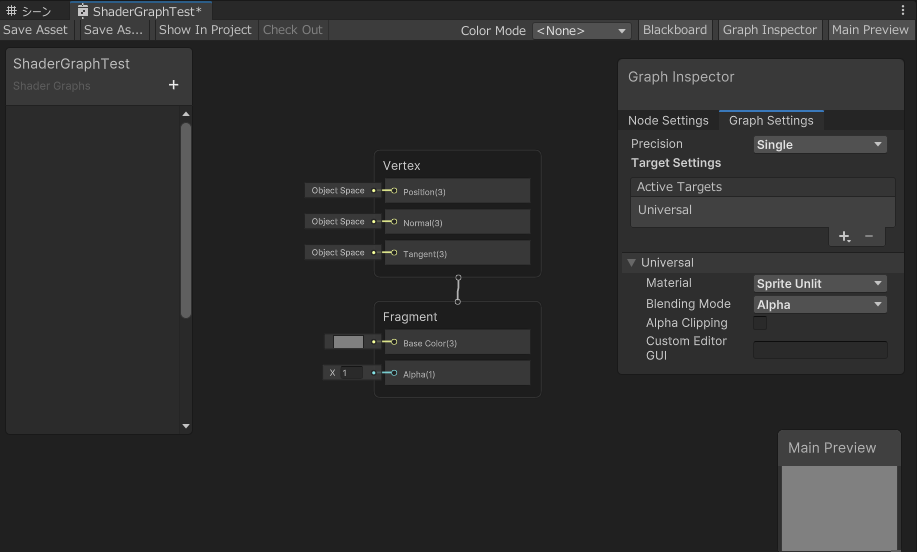 シーン
ShaderGraphTest*
Save Asset
Save As...
Show In Project
Check Out
Color Mode
<None>
Blackboard
Graph Inspector
Main Preview
ShaderGraphTest
Shader Graphs
+
Vertex
Object Space
Position(3)
Object Space
Normal(3)
Object Space
Tangent(3)
Fragment
Base Color(3)
X 1
Alpha(1)
Graph Inspector
Node Settings
Graph Settings
Precision
Single
Target Settings
Active Targets
Universal
Universal
Material
Sprite Unlit
Blending Mode
Alpha
Alpha Clipping
Custom Editor
GUI
Main Preview